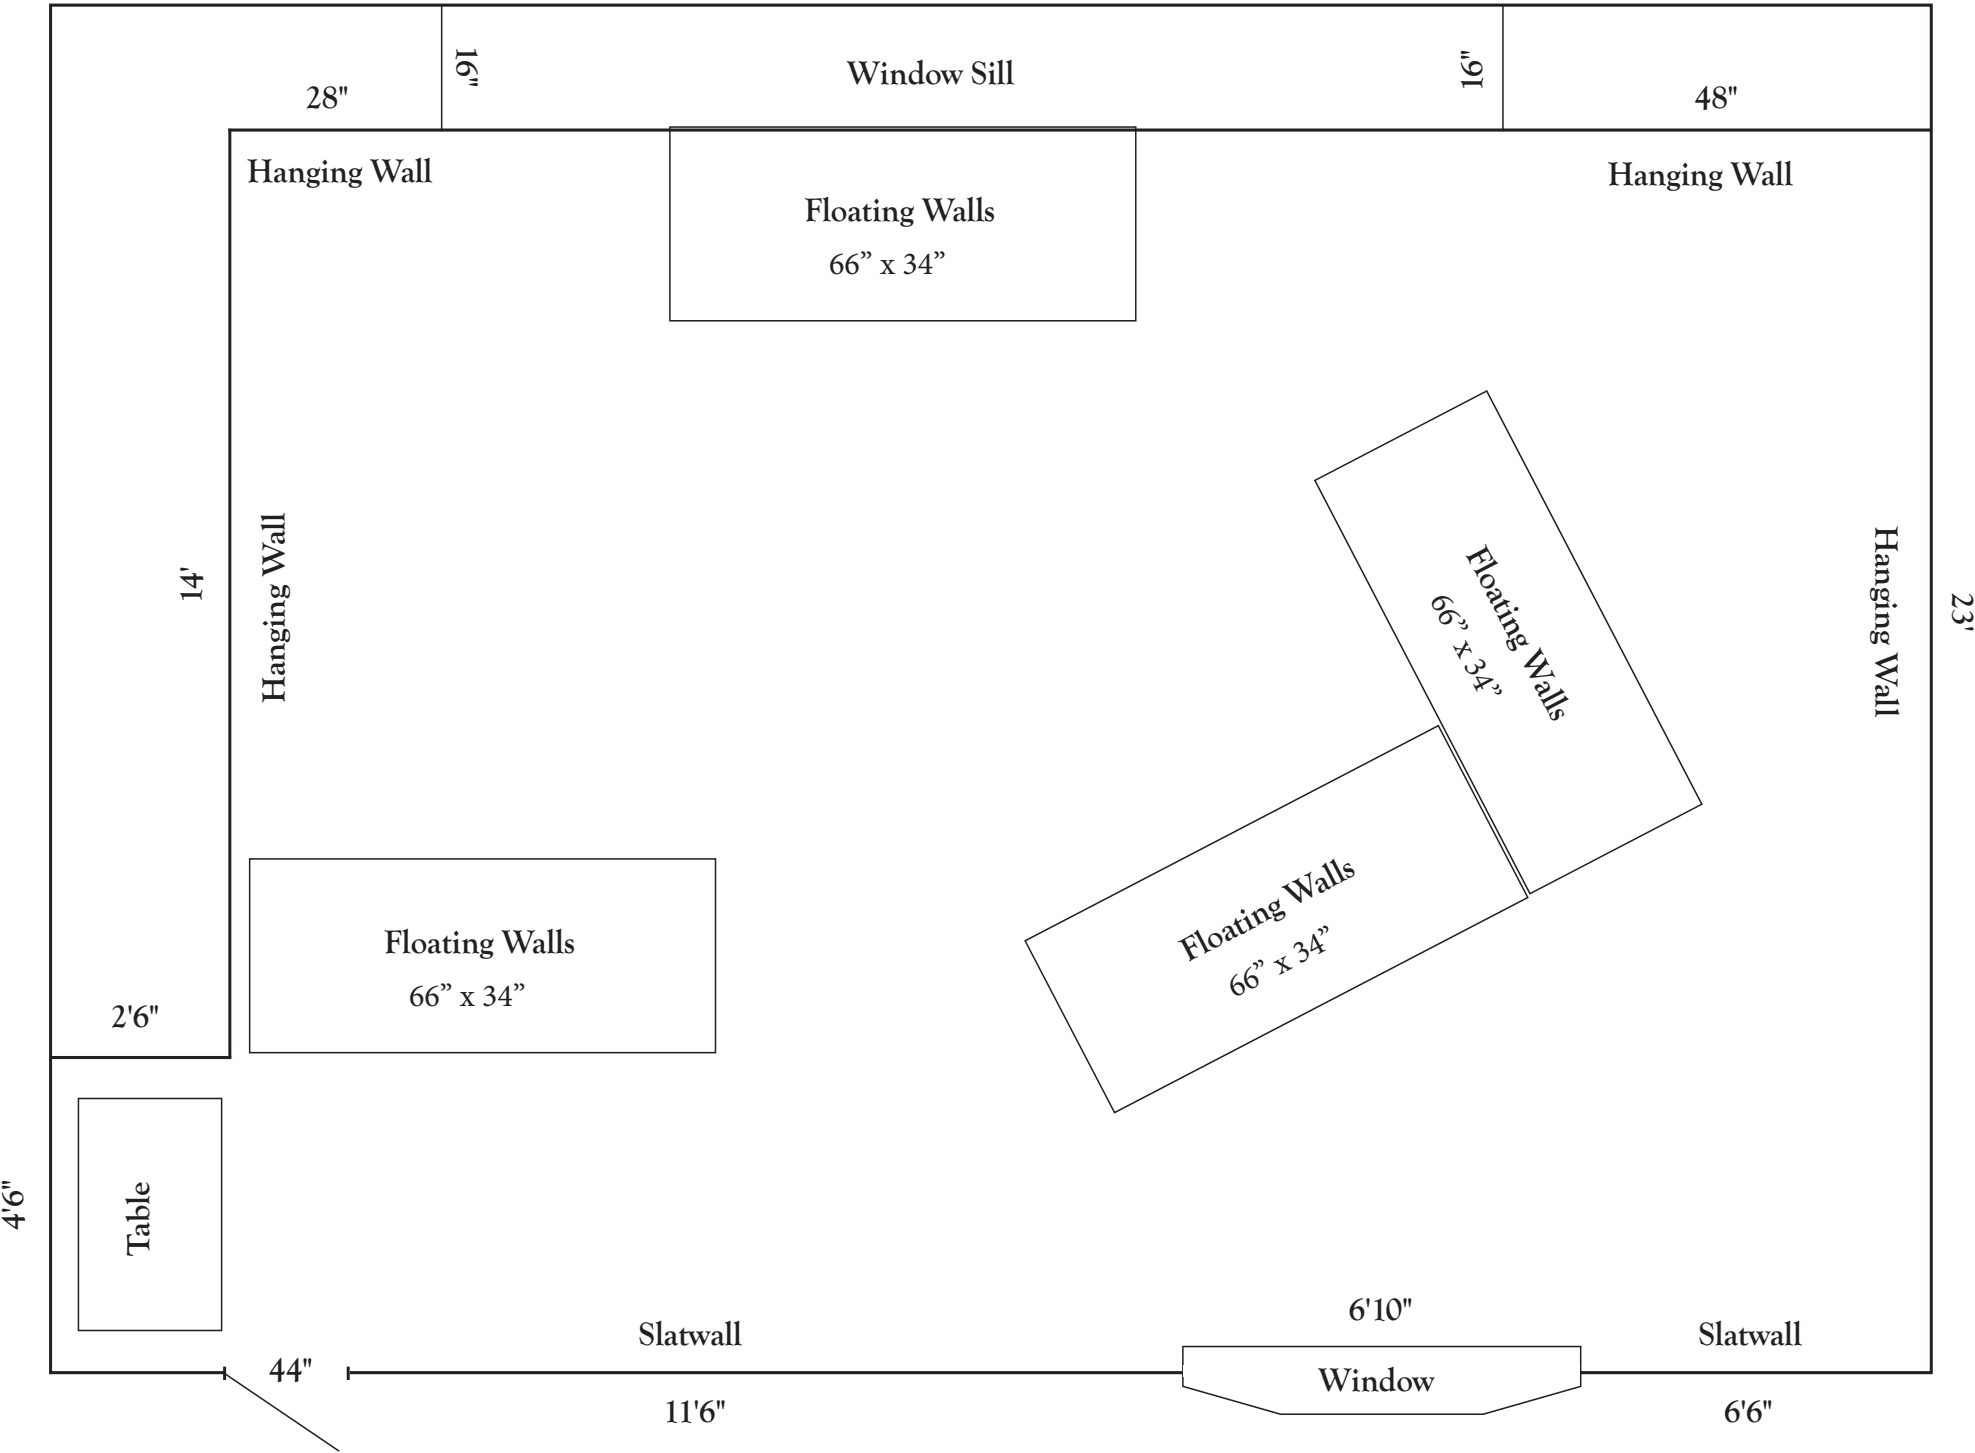 16"
Window Sill
16"
28"
48"
Hanging Wall
Hanging Wall
Floating Walls
66” x 34”
14'
Hanging Wall
Floating Walls
66” x 34”
Hanging Wall
23'
Floating Walls
66” x 34”
Floating Walls
66” x 34”
2'6"
4'6"
Table
6'10"
Slatwall
Slatwall
44"
Window
11'6"
6'6"